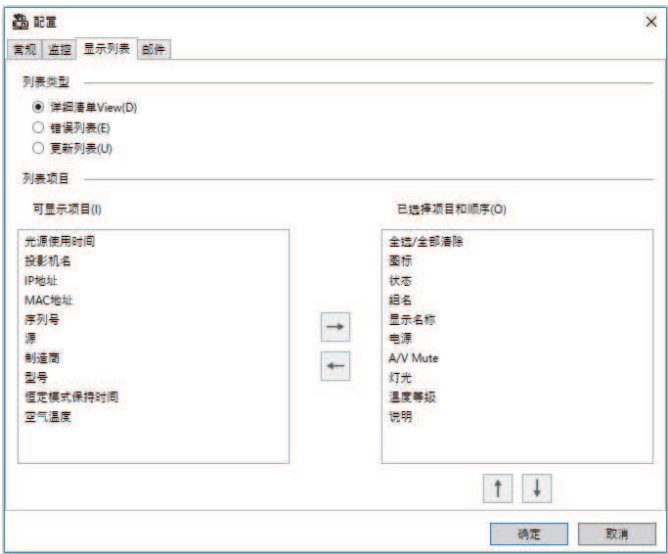 配置
常规 监控 显示列表 邮件
列表类型
详细清单View(D)
错误列表(E)
更新列表(U)
列表项目
可显示项目(I)
已选择项目和顺序(O)
光源使用时间
投影机名
IP地址
MAC地址
序列号
源
制造商
型号
恒定模式保持时间
空气温度
全选/全部清除
图标
状态
组名
显示名称
电源
A/V Mute
灯光
温度等级
说明
确定 取消